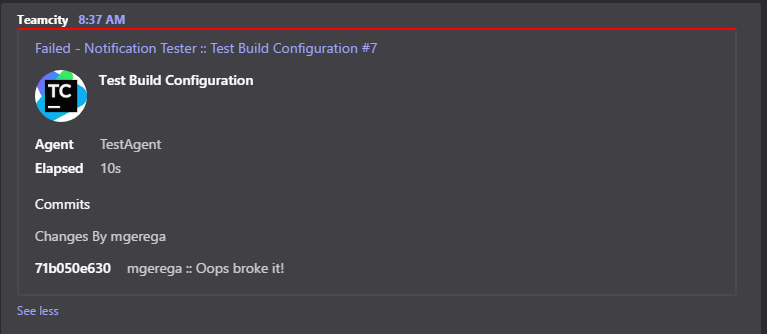 Teamcity 8:37 AM
Failed - Notification Tester :: Test Build Configuration #7
TC
Test Build Configuration
Agent TestAgent
Elapsed 10s
Commits
Changes By mgerega
71b050e630 mgerega :: Oops broke it!
See less